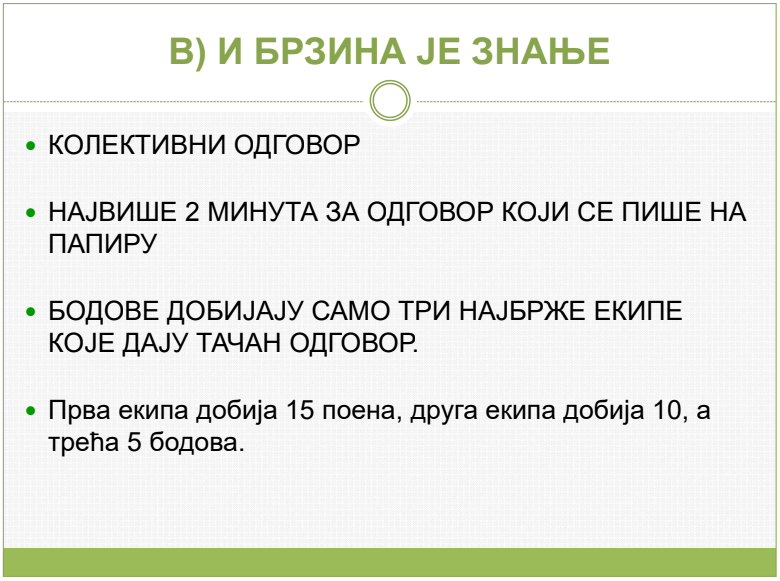 В) И БРЗИНА ЈЕ ЗНАЊЕ
• КОЛЕКТИВНИ ОДГОВОР
• НАЈВИШЕ 2 МИНУТА ЗА ОДГОВОР КОЈИ СЕ ПИШЕ НА
ПАПИРУ
• БОДОВЕ ДОБИЈАЈУ САМО ТРИ НАЈБРЖЕ ЕКИПЕ
КОЈЕ ДАЈУ ТАЧАН ОДГОВОР.
• Прва екипа добија 15 поена, друга екипа добија 10, а
трећа 5 бодова.